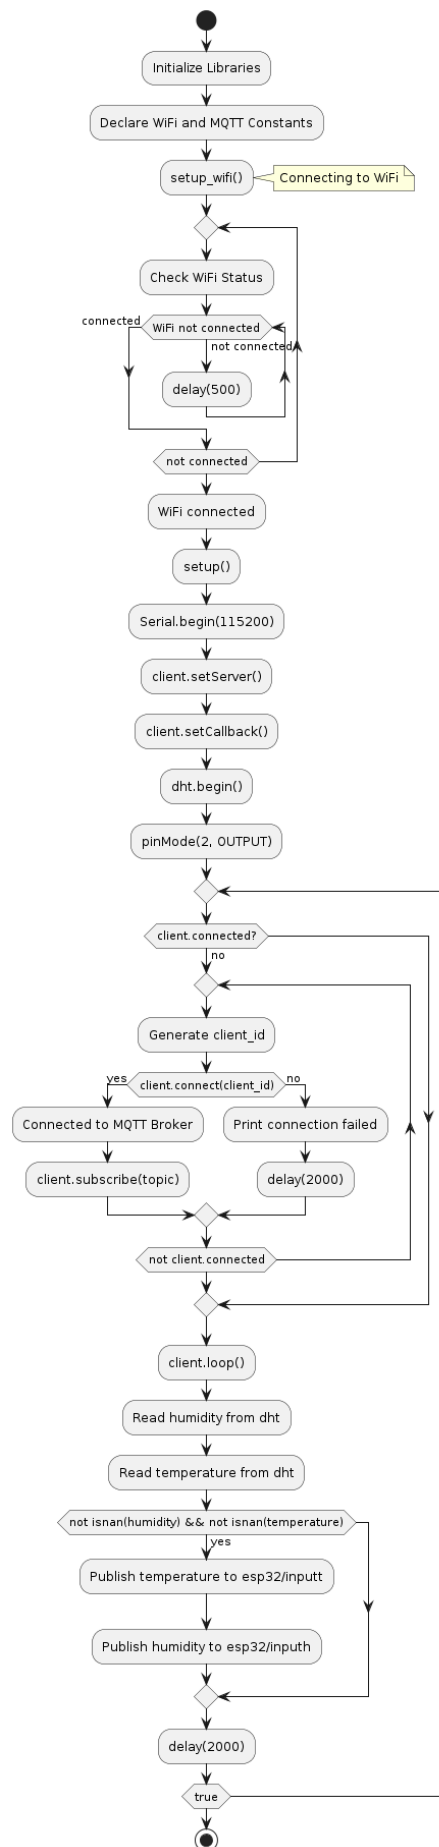 Initialize Libraries
Declare WiFi and MQTT Constants
setup_wifi()
Connecting to WiFi
Check WiFi Status
connected
WiFi not connected
not connected
delay(500)
not connected
WiFi connected
setup()
Serial.begin(115200)
client.setServer()
client.setCallback()
dht.begin()
pinMode(2, OUTPUT)
client.connected?
no
Generate client_id
yes
client.connect(client_id)
no
Connected to MQTT Broker
Print connection failed
client.subscribe(topic)
delay(2000)
not client.connected
client.loop()
Read humidity from dht
Read temperature from dht
not isnan(humidity) && not isnan(temperature)
yes
Publish temperature to esp32/inputt
Publish humidity to esp32/inputh
delay(2000)
true